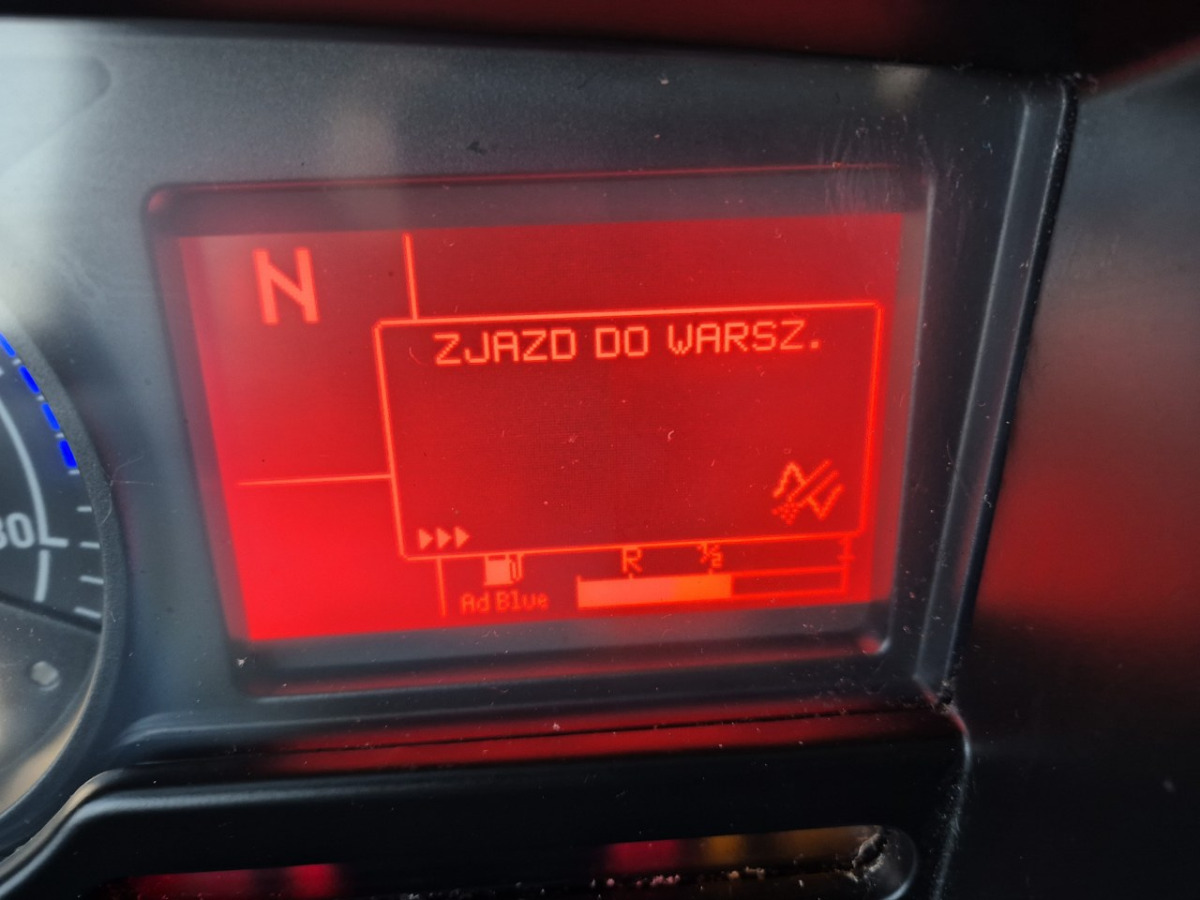 N
ZJAZD DO WARSZ.
R ½
Ad Blue